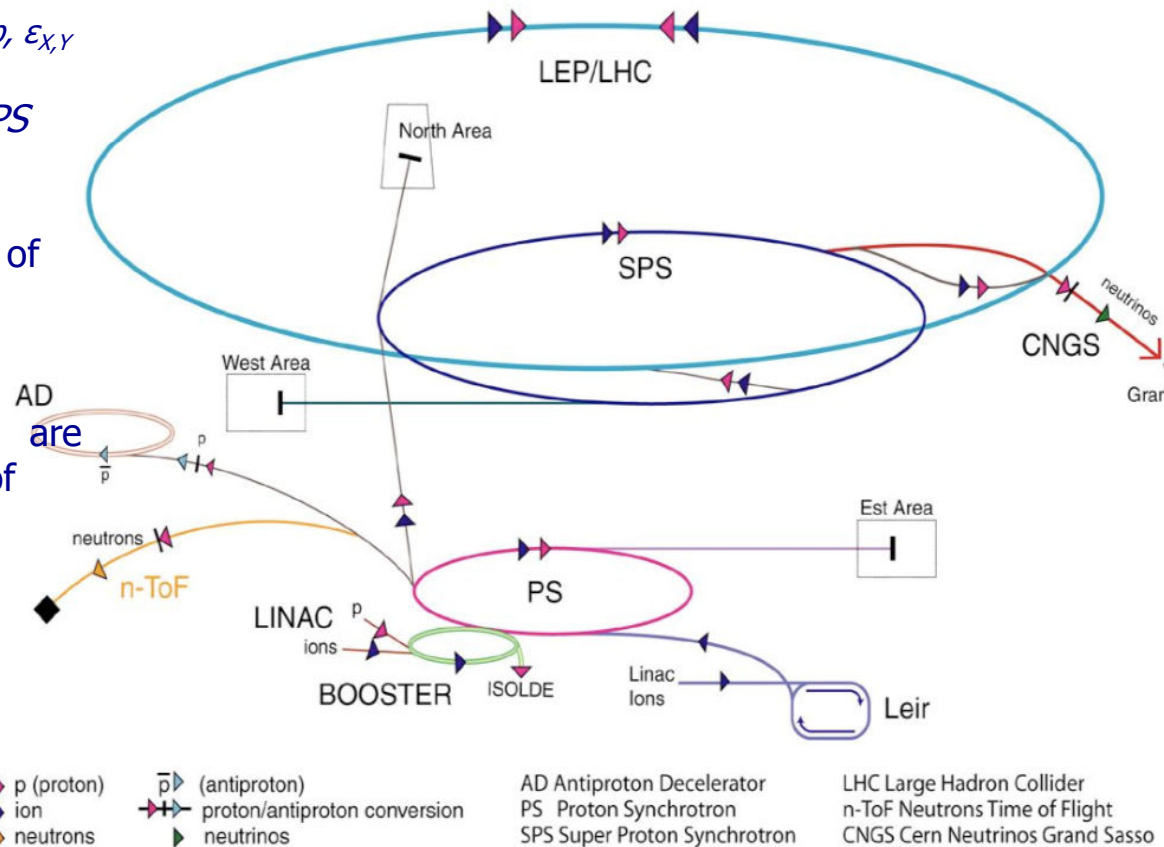 ε_X,Y
LEP/LHC
PS
North Area
of
SPS
neutrinos
CNGS
West Area
AD
are
p
p̅
of
Est Area
neutrons
n-ToF
PS
LINAC
p
ions
BOOSTER
ISOLDE
Linac
Ions
Leir
p (proton)
ion
neutrons
p̅ (antiproton)
proton/antiproton conversion
neutrinos
AD Antiproton Decelerator
PS Proton Synchrotron
SPS Super Proton Synchrotron
LHC Large Hadron Collider
n-ToF Neutrons Time of Flight
CNGS Cern Neutrinos Grand Sasso